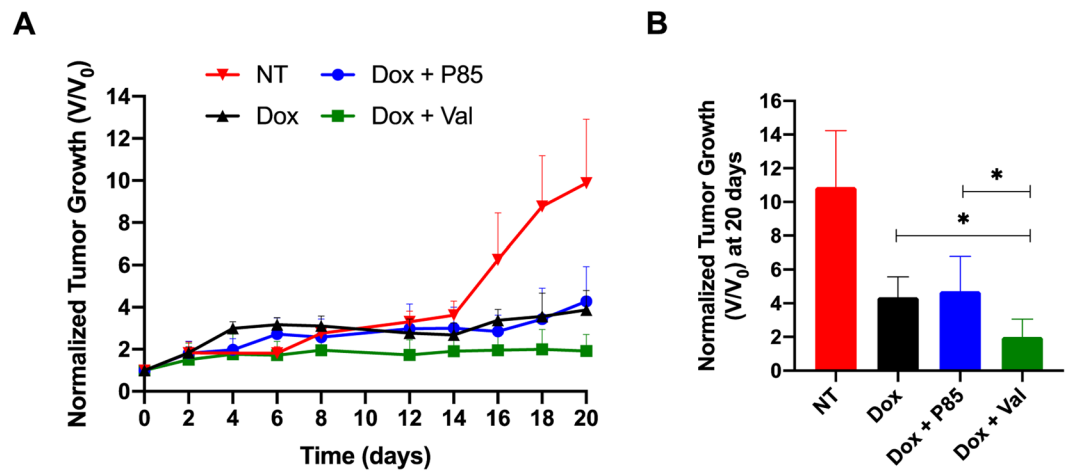 A
B
NT
Dox + P85
Dox
Dox + Val
Normalized Tumor Growth (V/V0)
14
12
10
8
6
4
2
0
0 2 4 6 8 10 12 14 16 18 20
Time (days)
Normalized Tumor Growth
(V/V0) at 20 days
16
14
12
10
8
6
4
2
0
*
*
NT
Dox
Dox + P85
Dox + Val